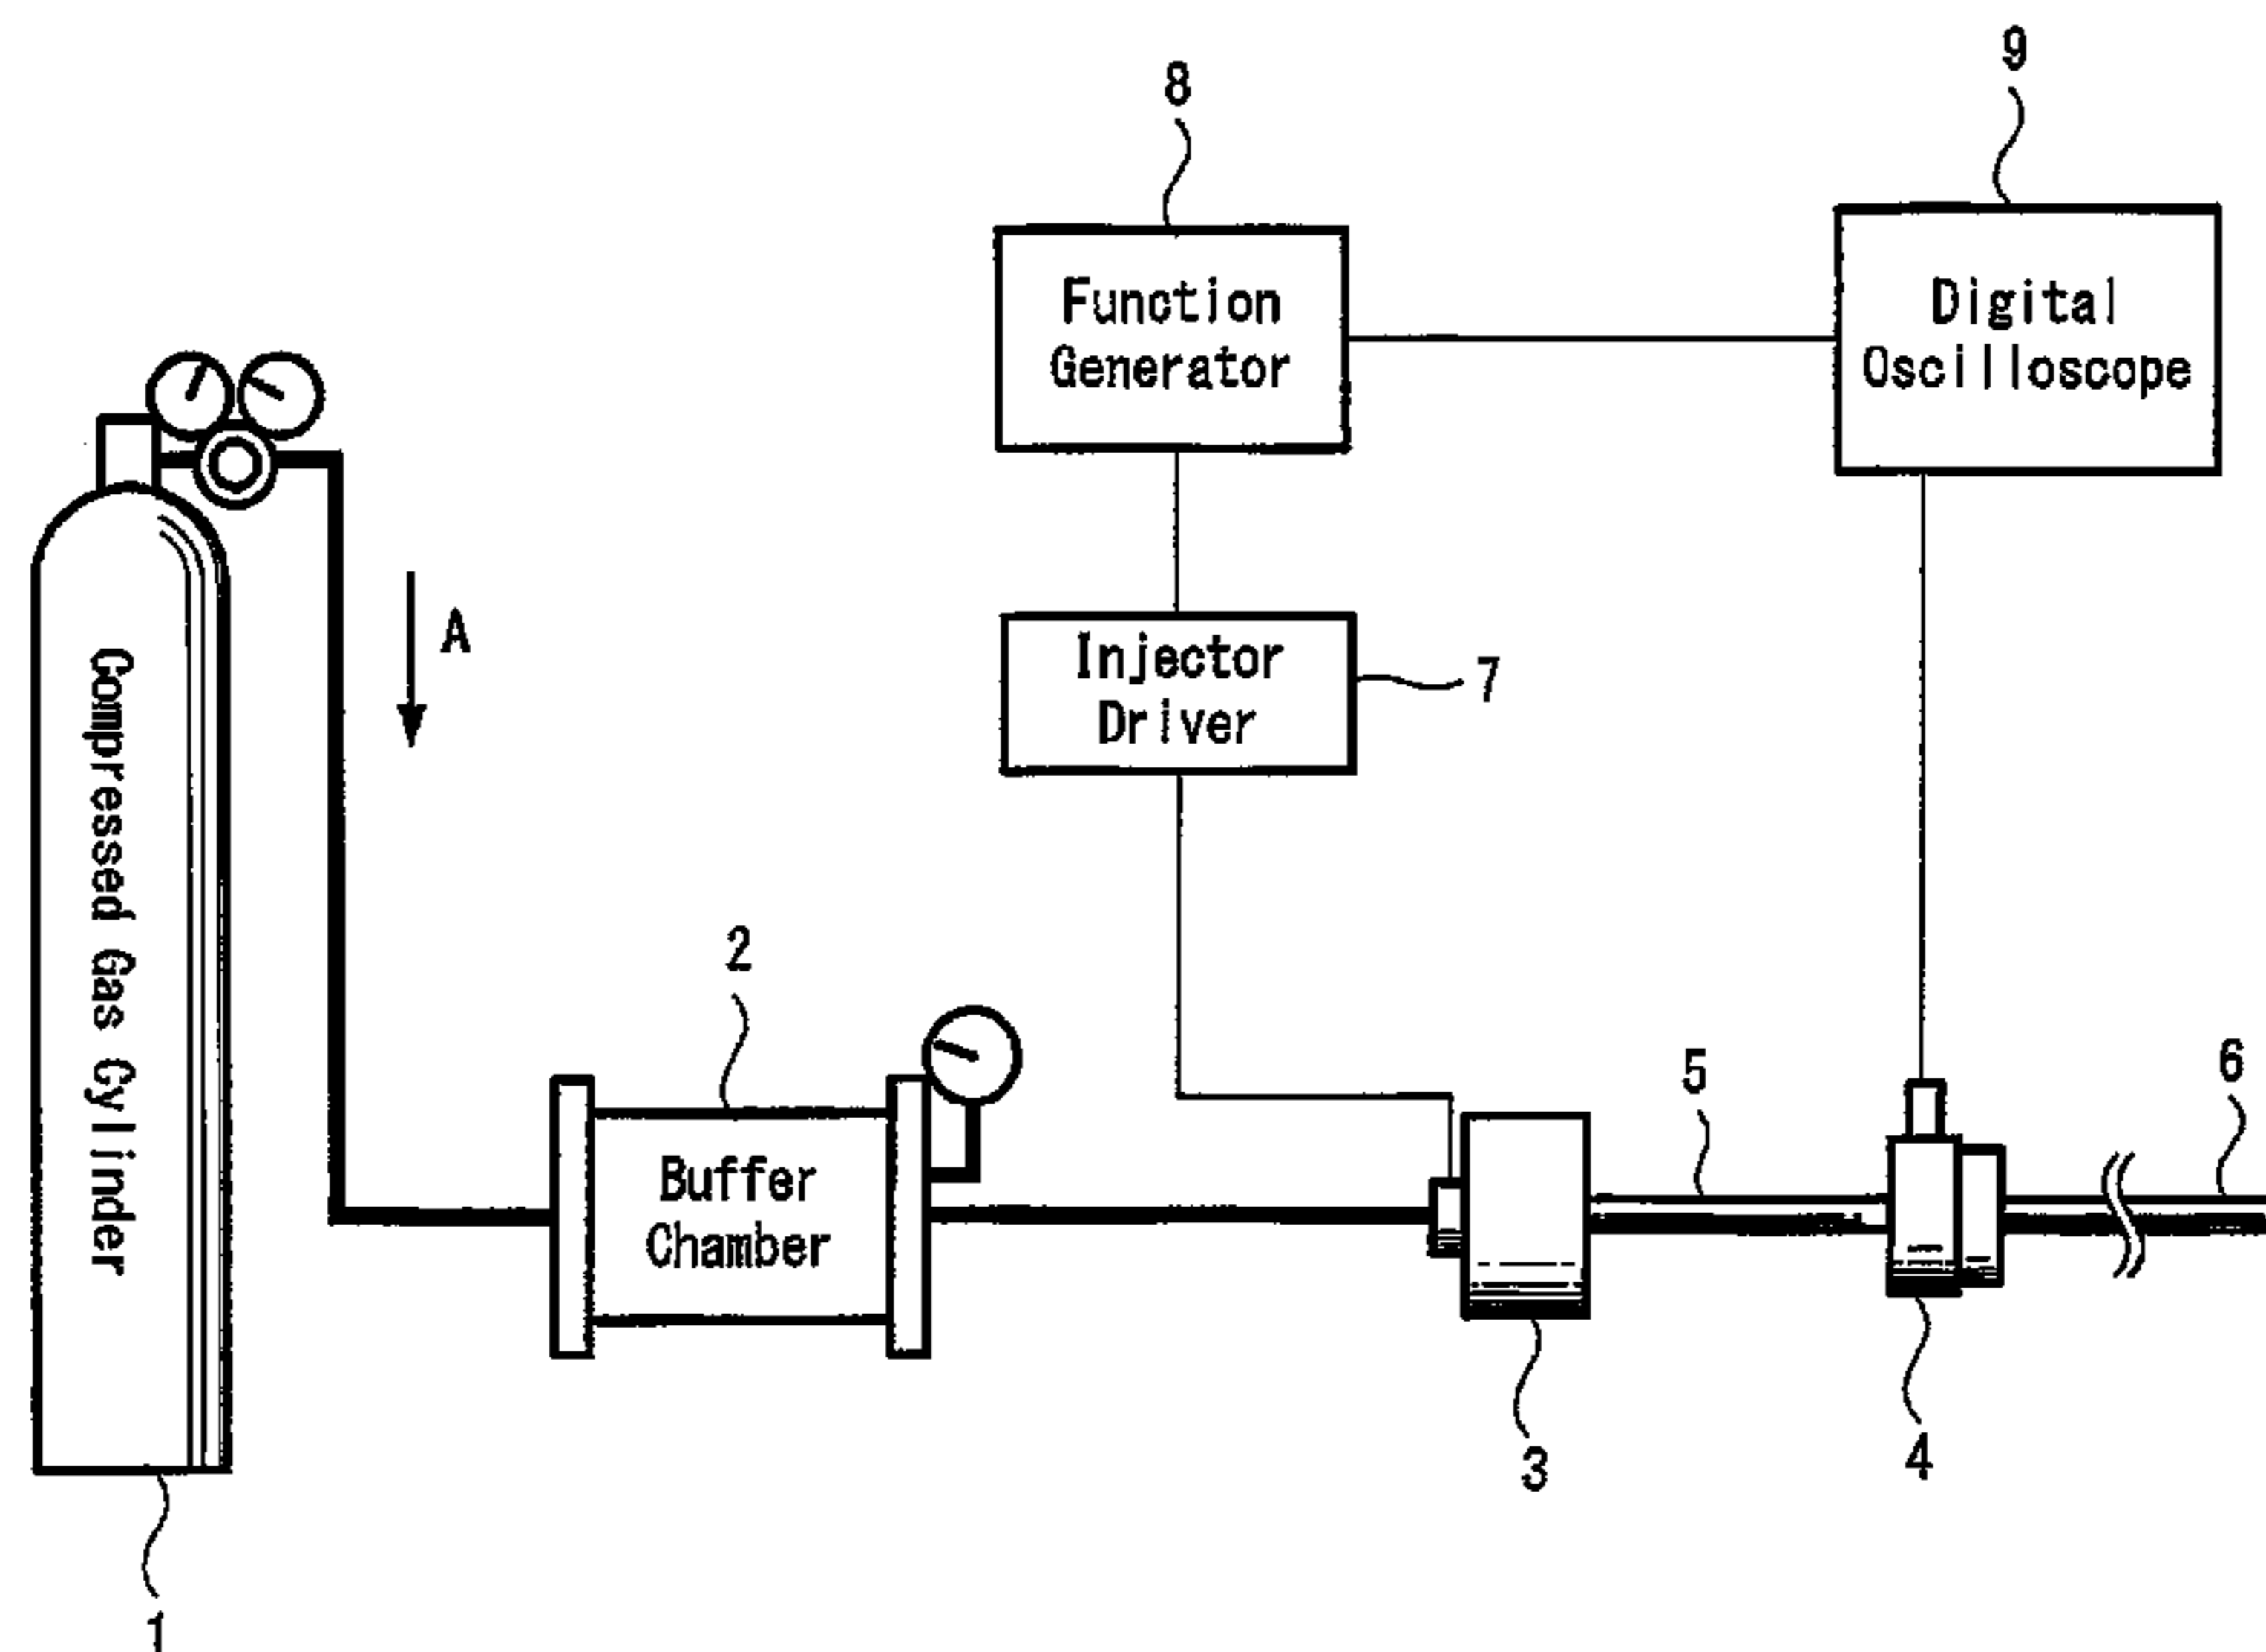 9
8
Function
Generator
Digital
Oscilloscope
A
Injector
Driver
7
Compressed Gas Cylinder
2
5
6
Buffer
Chamber
3
4
1